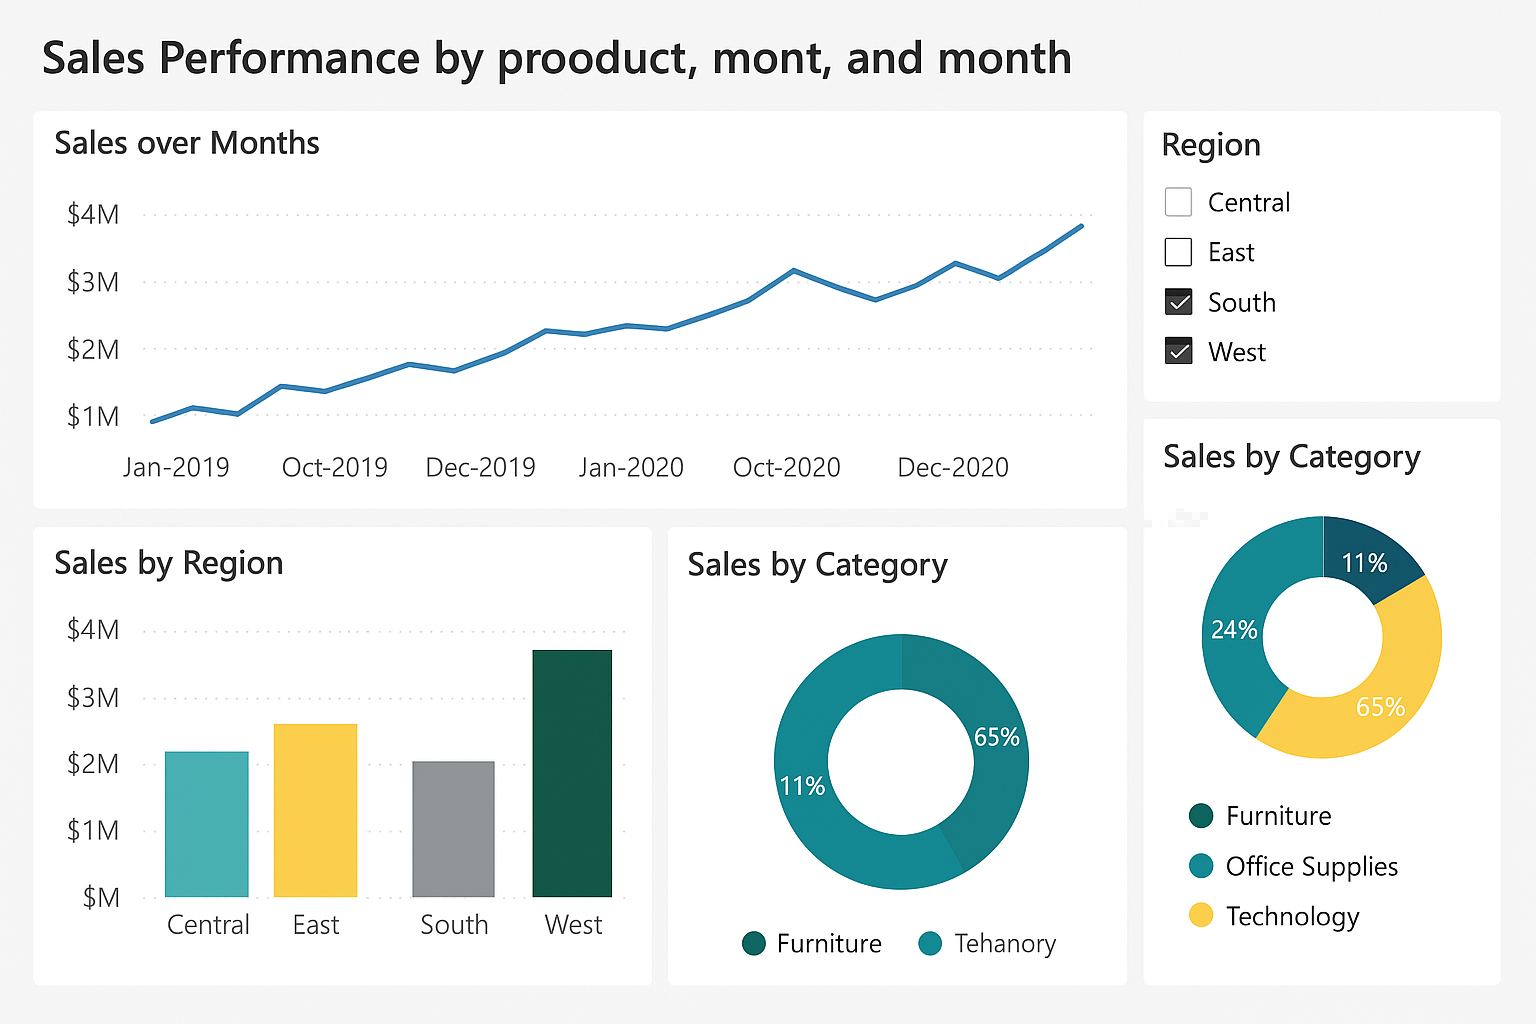 Sales Performance by prooduct, mont, and month
Sales over Months
$4M
$3M
$2M
$1M
Jan-2019 Oct-2019 Dec-2019 Jan-2020 Oct-2020 Dec-2020
Region
Central
East
South
West
Sales by Region
$4M
$3M
$2M
$1M
$M
Central East South West
Sales by Category
65%
11%
Furniture Tehanory
Sales by Category
11%
24%
65%
Furniture
Office Supplies
Technology